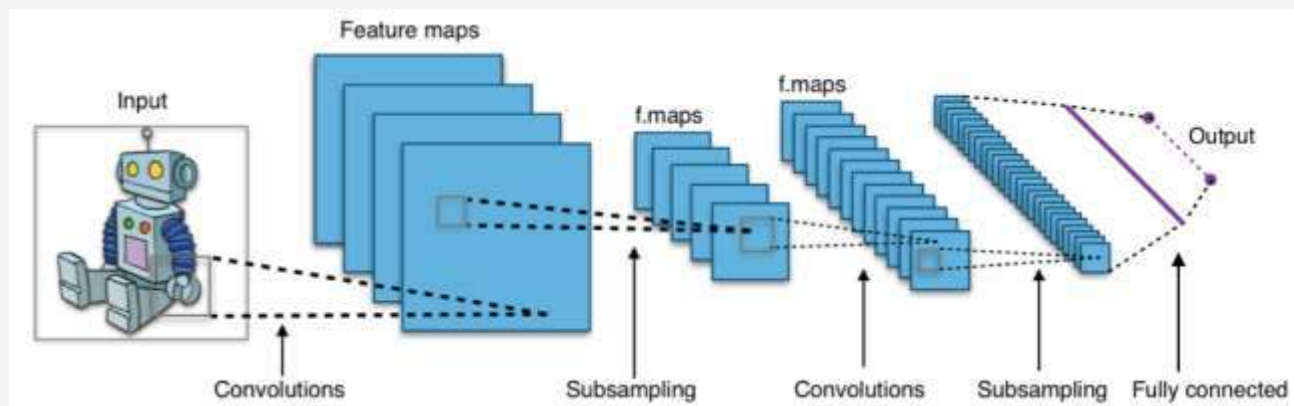 Feature maps
Input
f.maps
f.maps
Output
Convolutions
Subsampling
Convolutions
Subsampling
Fully connected